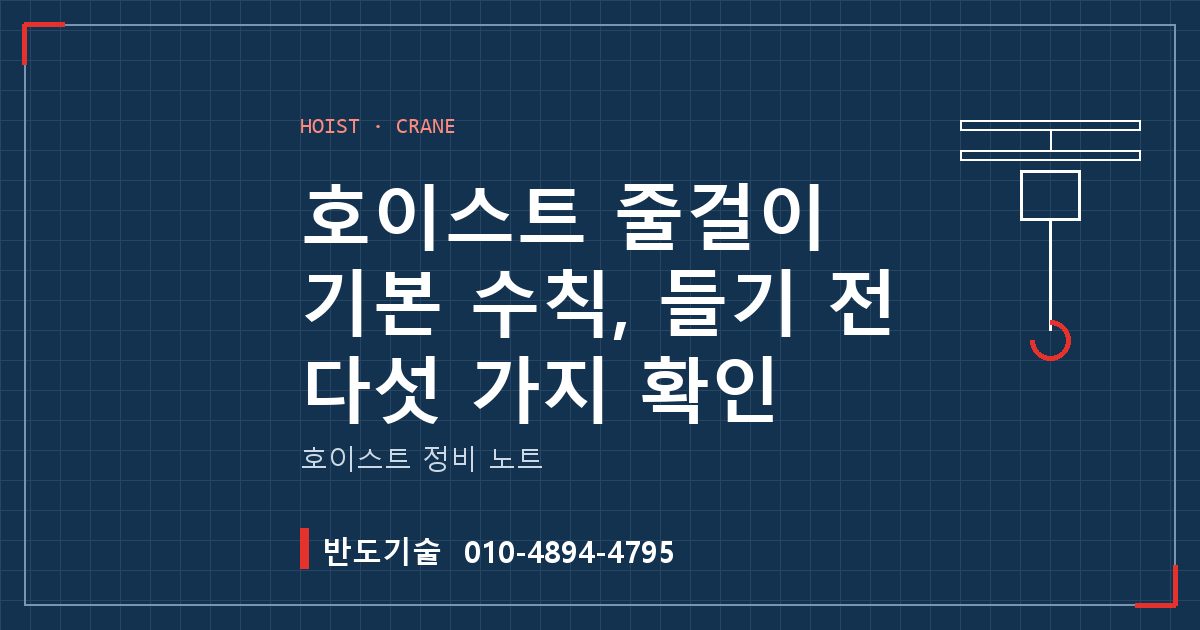 HOIST · CRANE
호이스트 줄걸이
기본 수칙, 들기 전
다섯 가지 확인
호이스트 정비 노트
반도기술 010-4894-4795